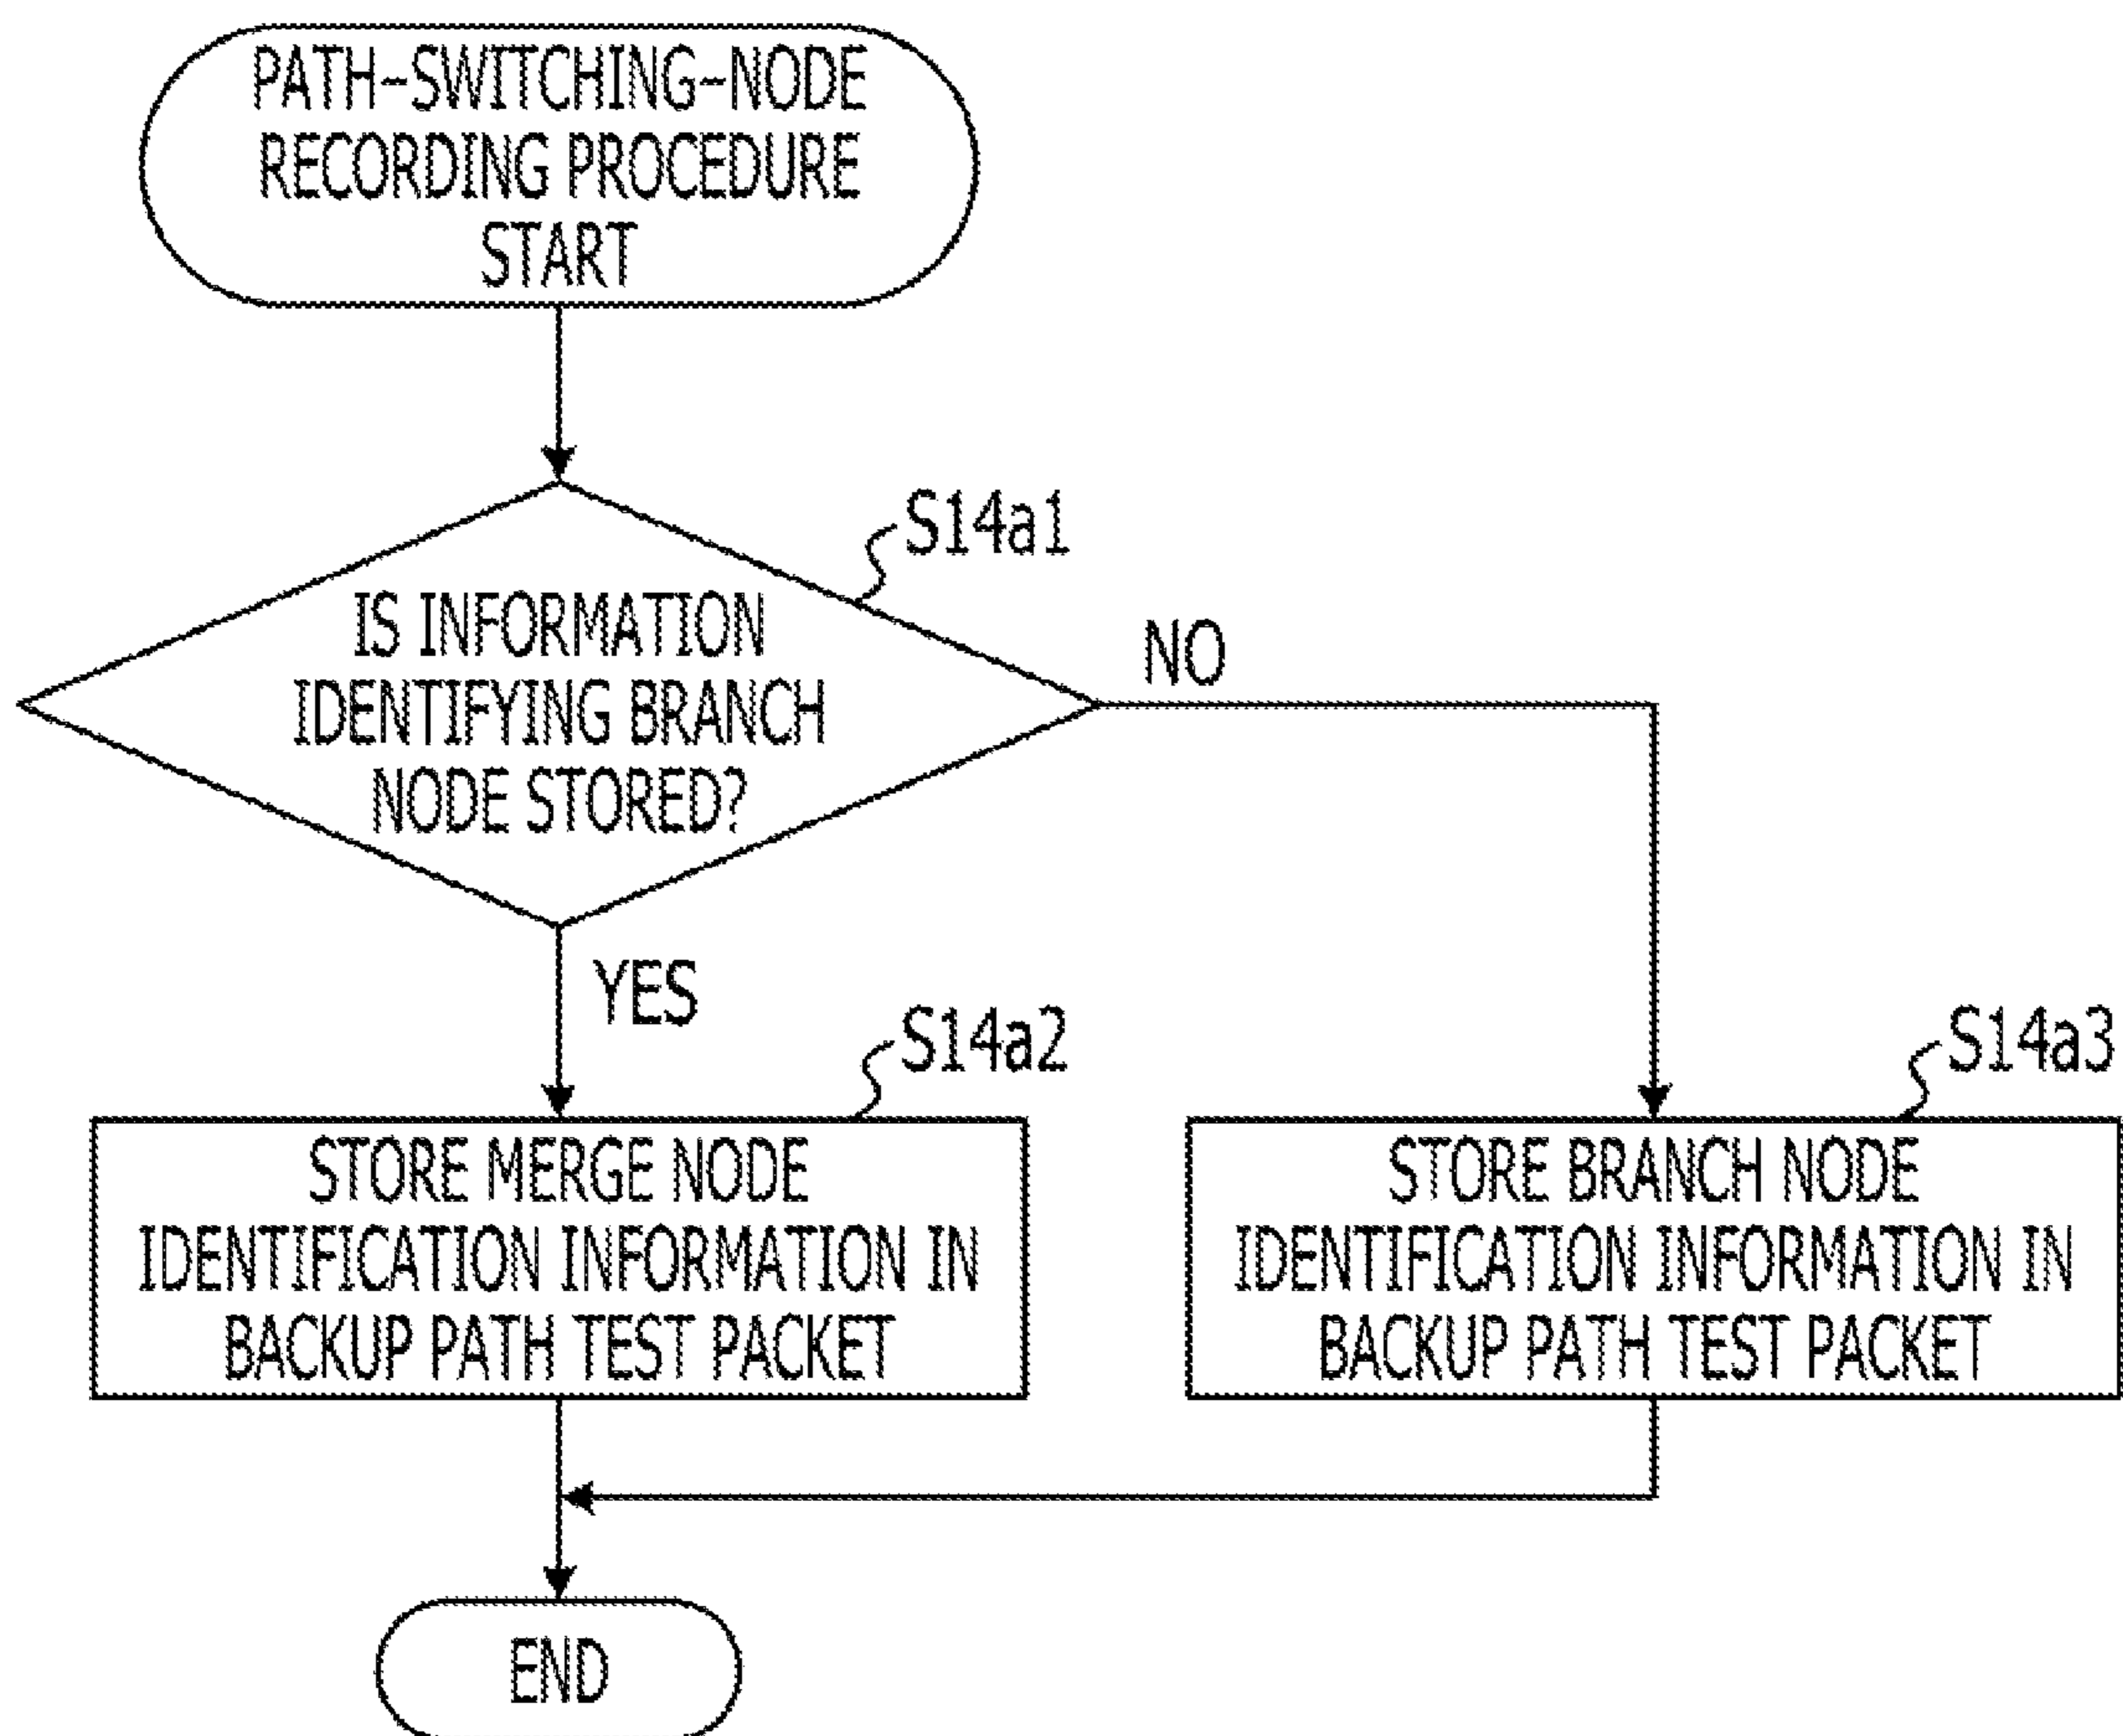 PATH-SWITCHING-NODE
RECORDING PROCEDURE
START
S14a1
IS INFORMATION
IDENTIFYING BRANCH
NODE STORED?
NO
YES
S14a2
S14a3
STORE MERGE NODE
IDENTIFICATION INFORMATION IN
BACKUP PATH TEST PACKET
STORE BRANCH NODE
IDENTIFICATION INFORMATION IN
BACKUP PATH TEST PACKET
END